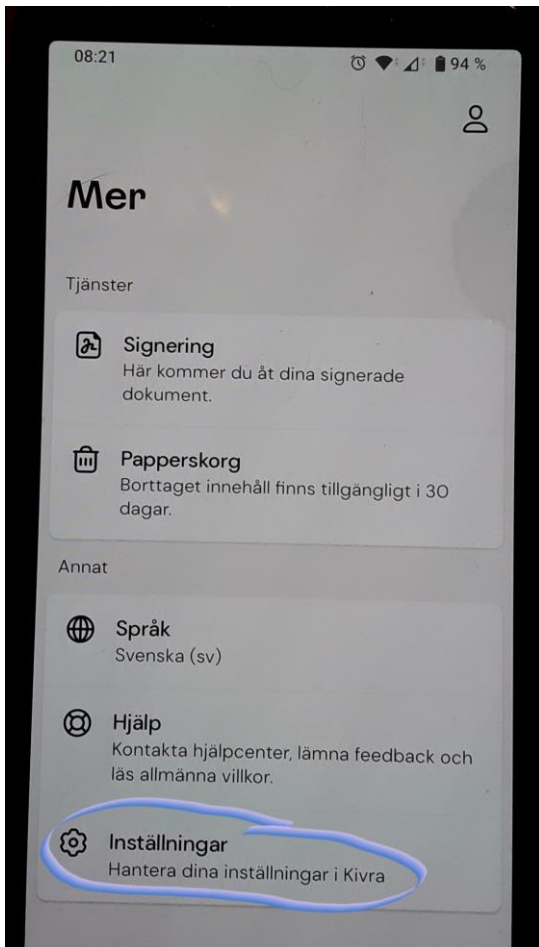 08:21
94 %
Mer
Tjänster
Signering
Här kommer du åt dina signerade
dokument.
Papperskorg
Borttaget innehåll finns tillgängligt i 30
dagar.
Annat
Språk
Svenska (sv)
Hjälp
Kontakta hjälpcenter, lämna feedback och
läs allmänna villkor.
Inställningar
Hantera dina inställningar i Kivra